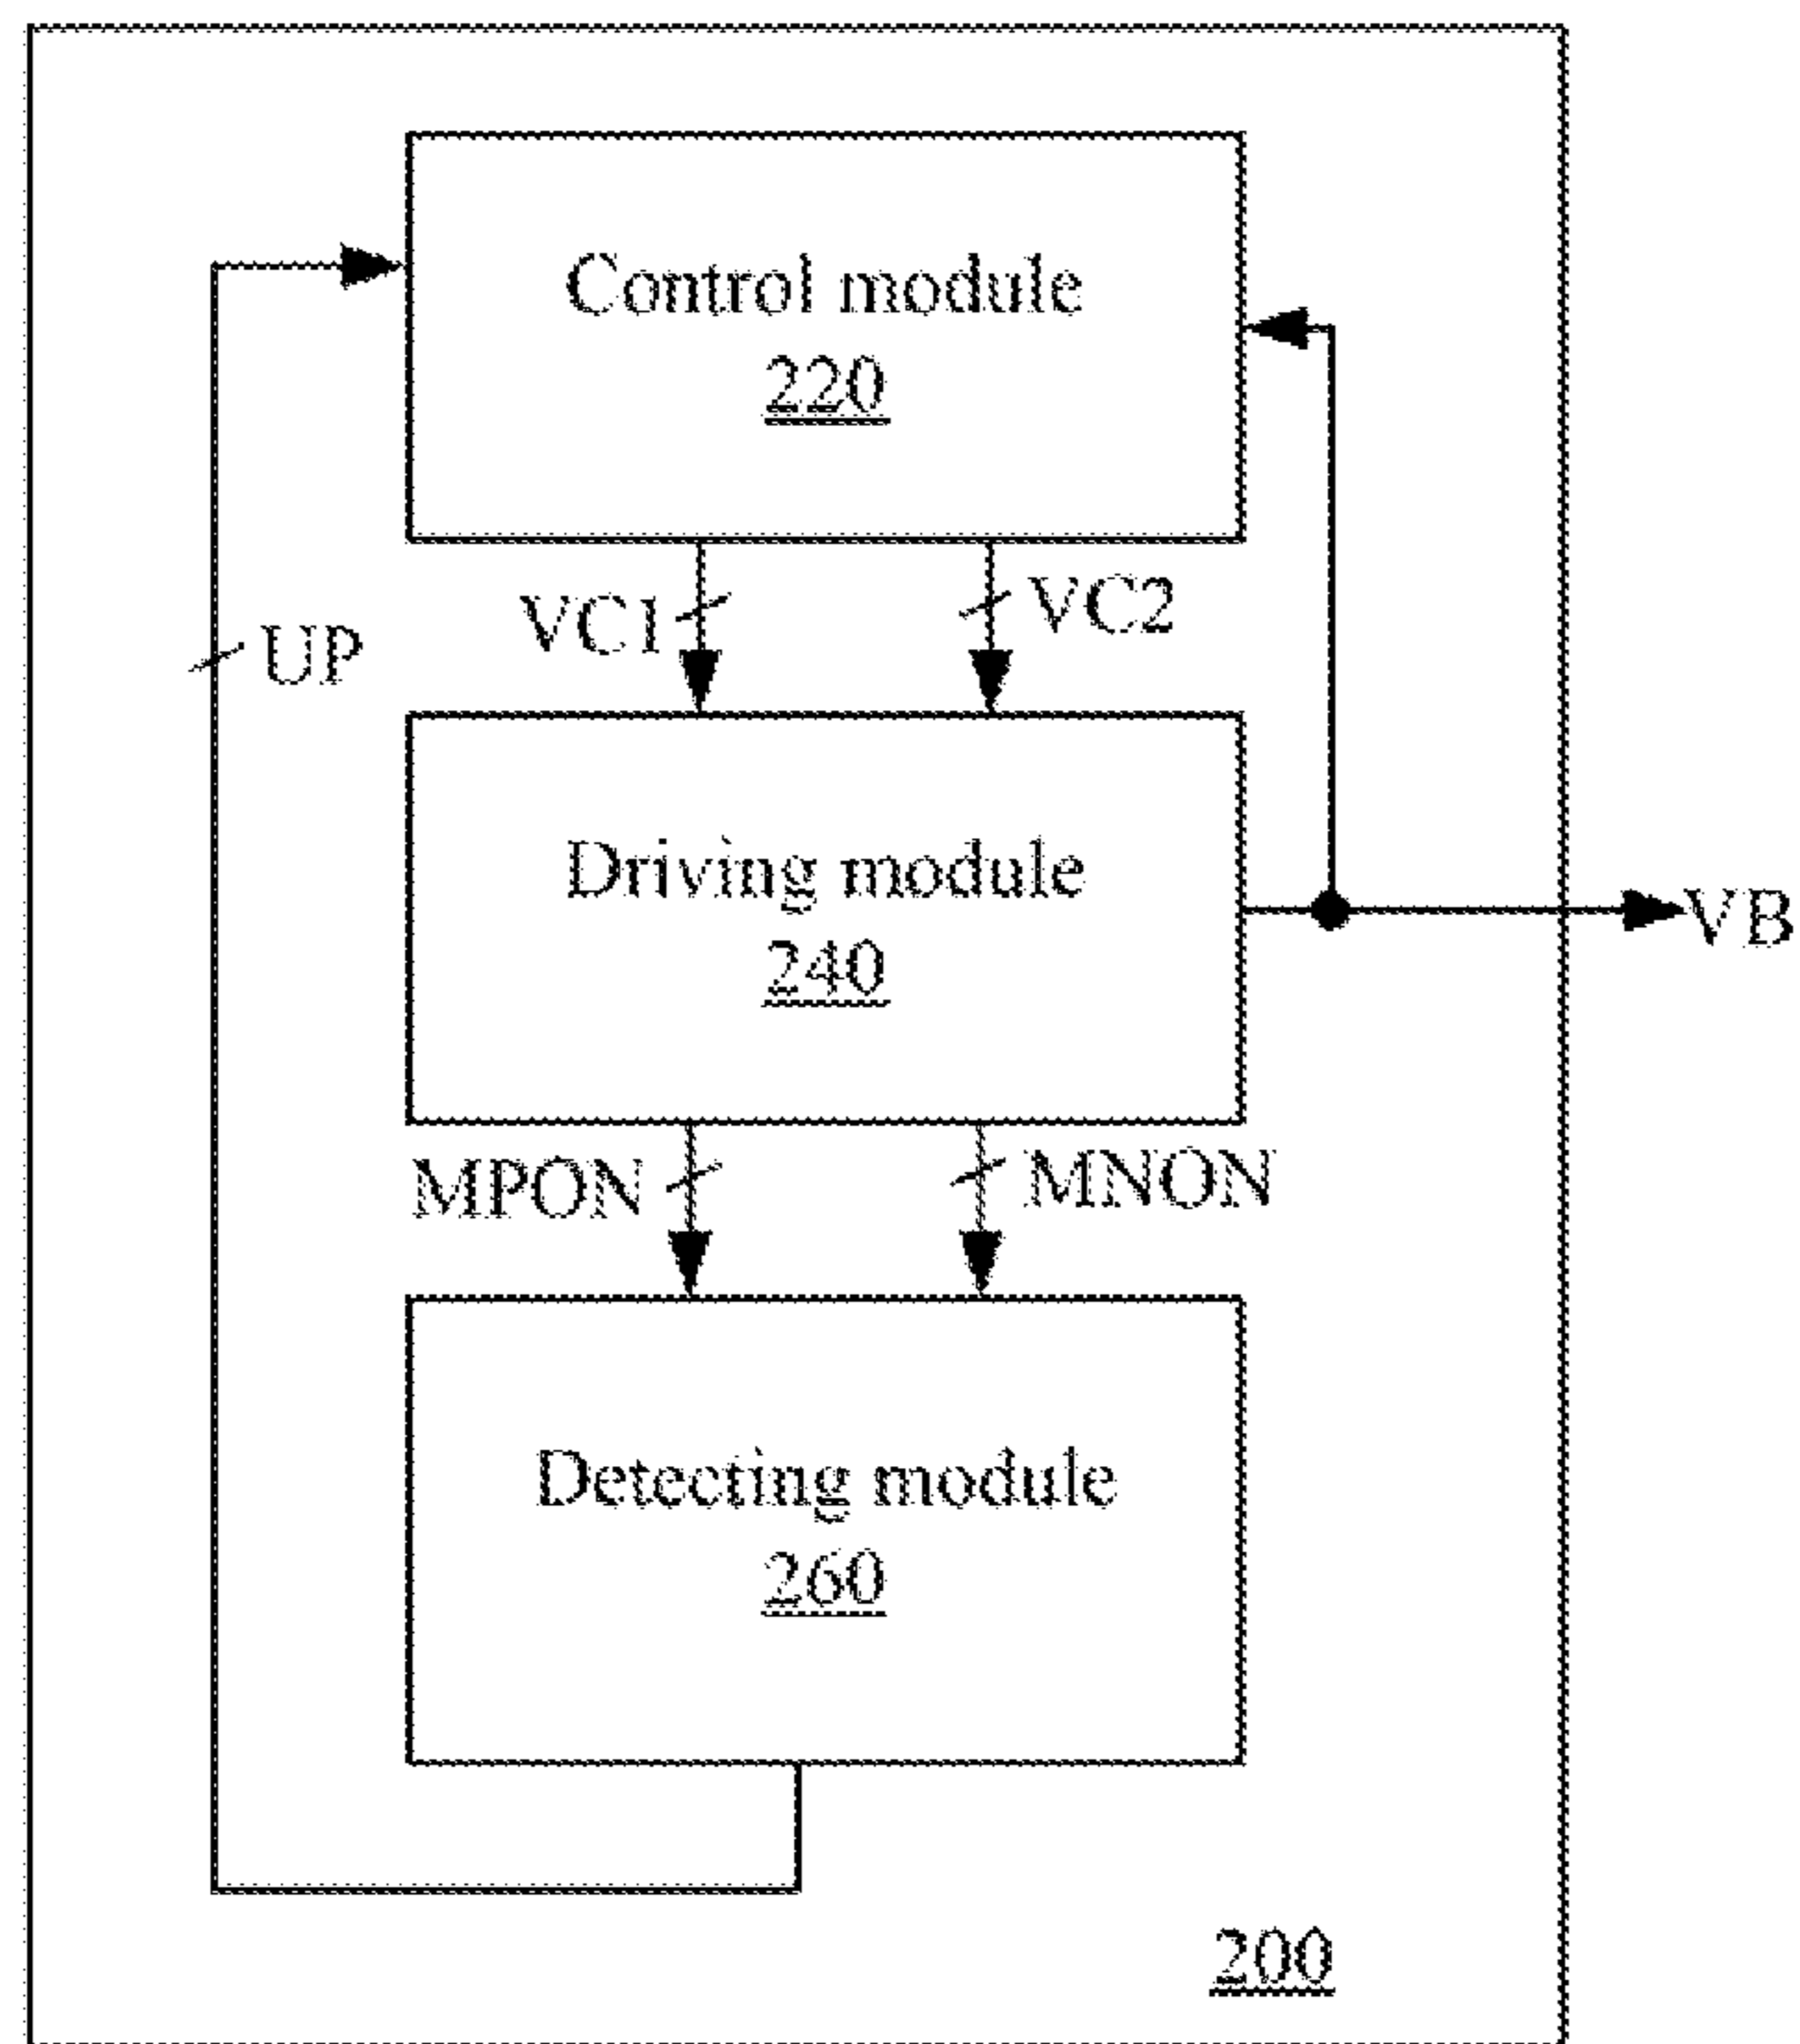 Control module
220
VC1
VC2
UP
Driving module
240
VB
MPON
MNON
Detecting module
260
200